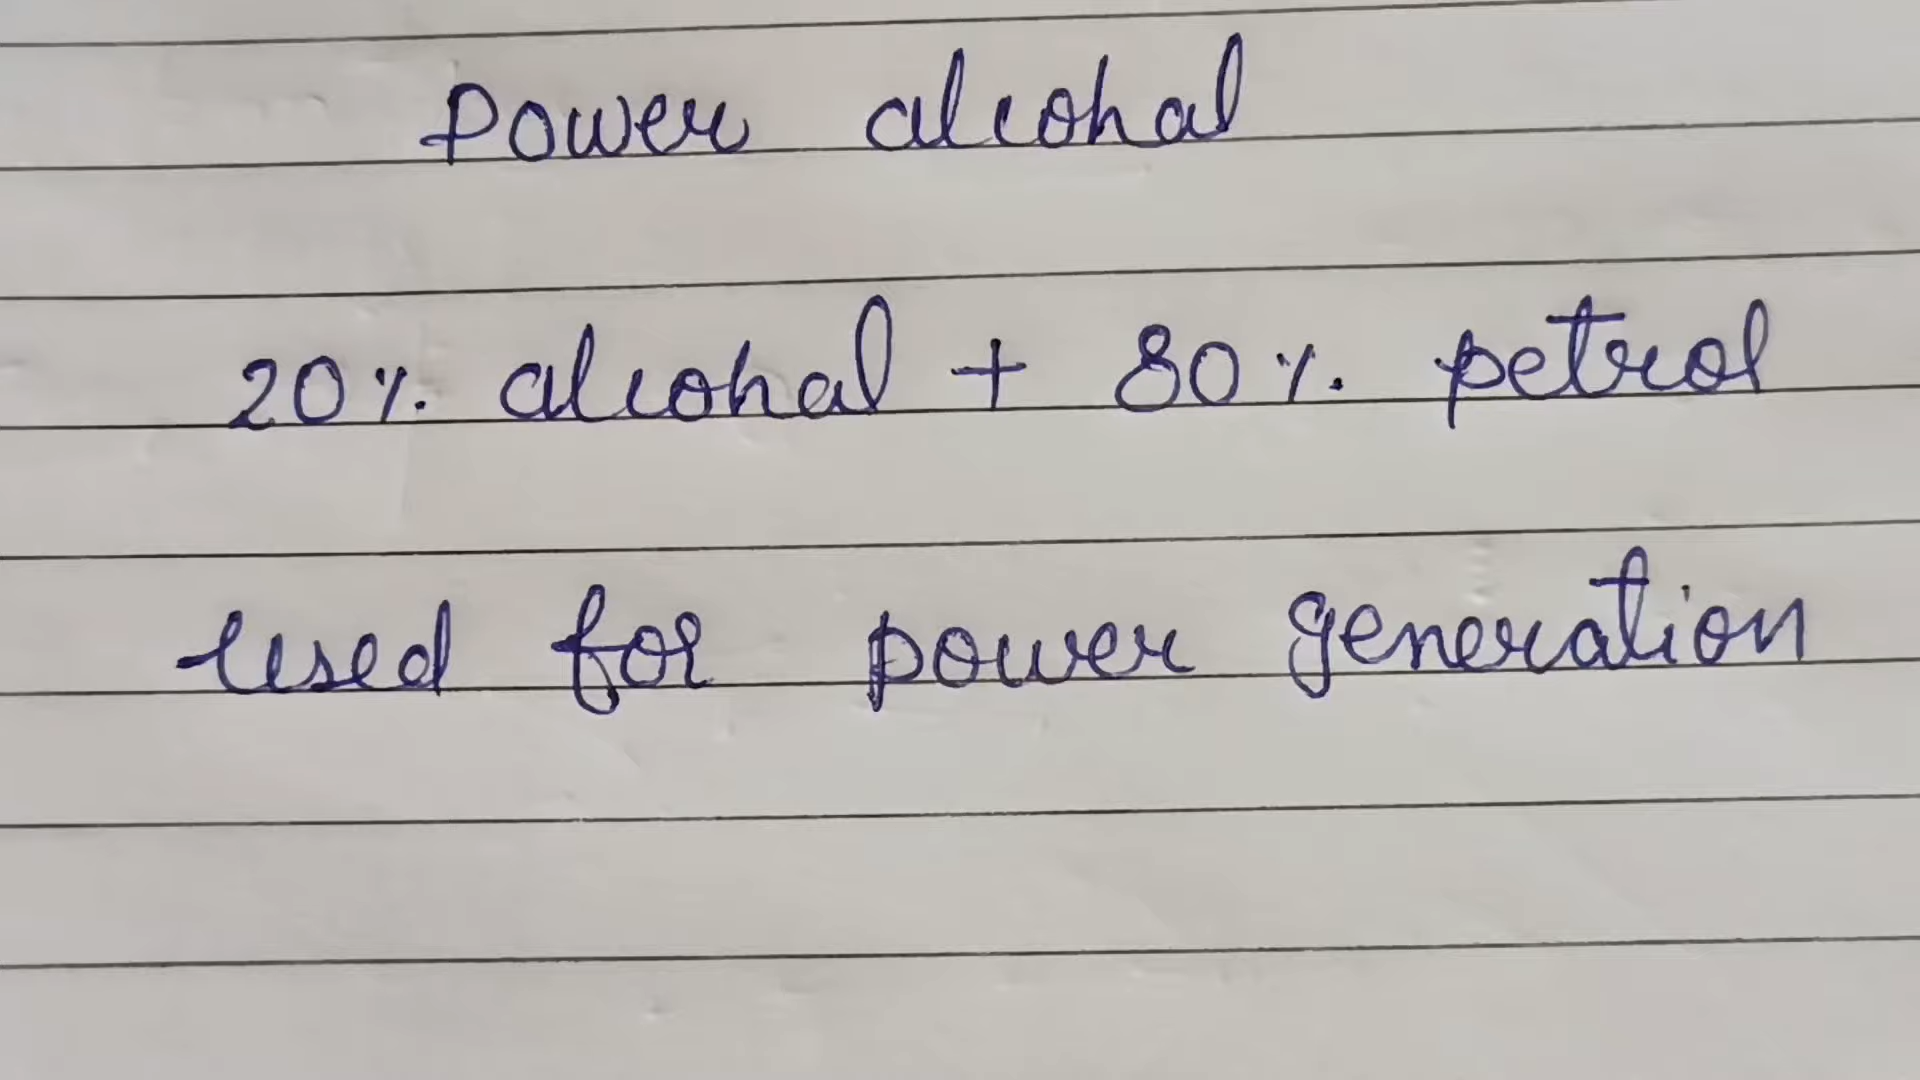 Power alcohal
20% alcohal + 80%. petrol
used for power generation